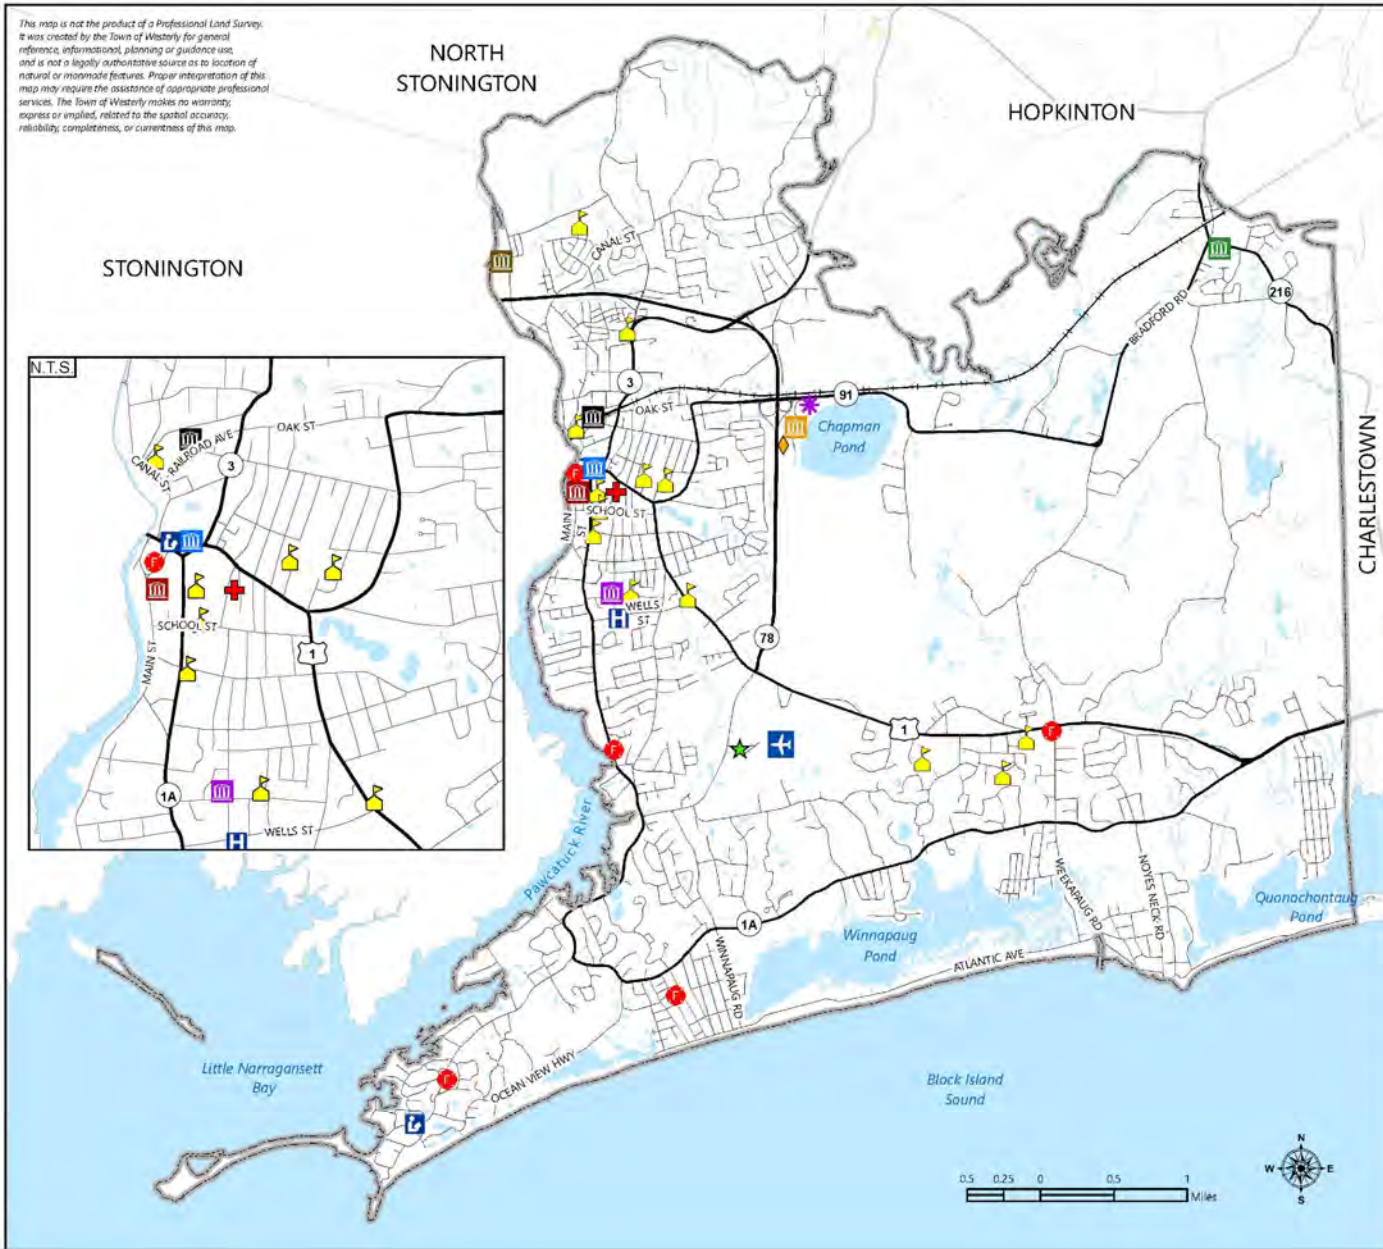 This map is not the product of a Professional Land Survey.
It was created by the Town of Westerly for general
reference, informational, planning or guidance use,
and is not a legally authoritative source as to location of
natural or manmade features. Proper interpretation of this
map may require the assistance of appropriate professional
services. The Town of Westerly makes no warranty,
express or implied, related to the spatial accuracy,
reliability, completeness, or currentness of this map.
NORTH
STONINGTON
HOPKINTON
STONINGTON
CHARLESTOWN
CANAL ST
216
BRADFORD RD
3
OAK ST
91
Chapman
Pond
F
SCHOOL ST
MAIN
ST
WELLS
ST
H
78
1
F
F
Pawcatuck River
1A
WEEKAPAUG RD
NOYES NECK RD
Quonochontaug
Pond
Winnapaug
Pond
WINNAPAUG RD
ATLANTIC AVE
F
Little Narragansett
Bay
OCEAN VIEW HWY
F
Block Island
Sound
N.T.S.
OAK ST
RAILROAD AVE
CANAL ST
3
F
SCHOOL ST
MAIN ST
1
1A
WELLS ST
H
N
W
E
S
0.5
0.25
0
0.5
1
Miles